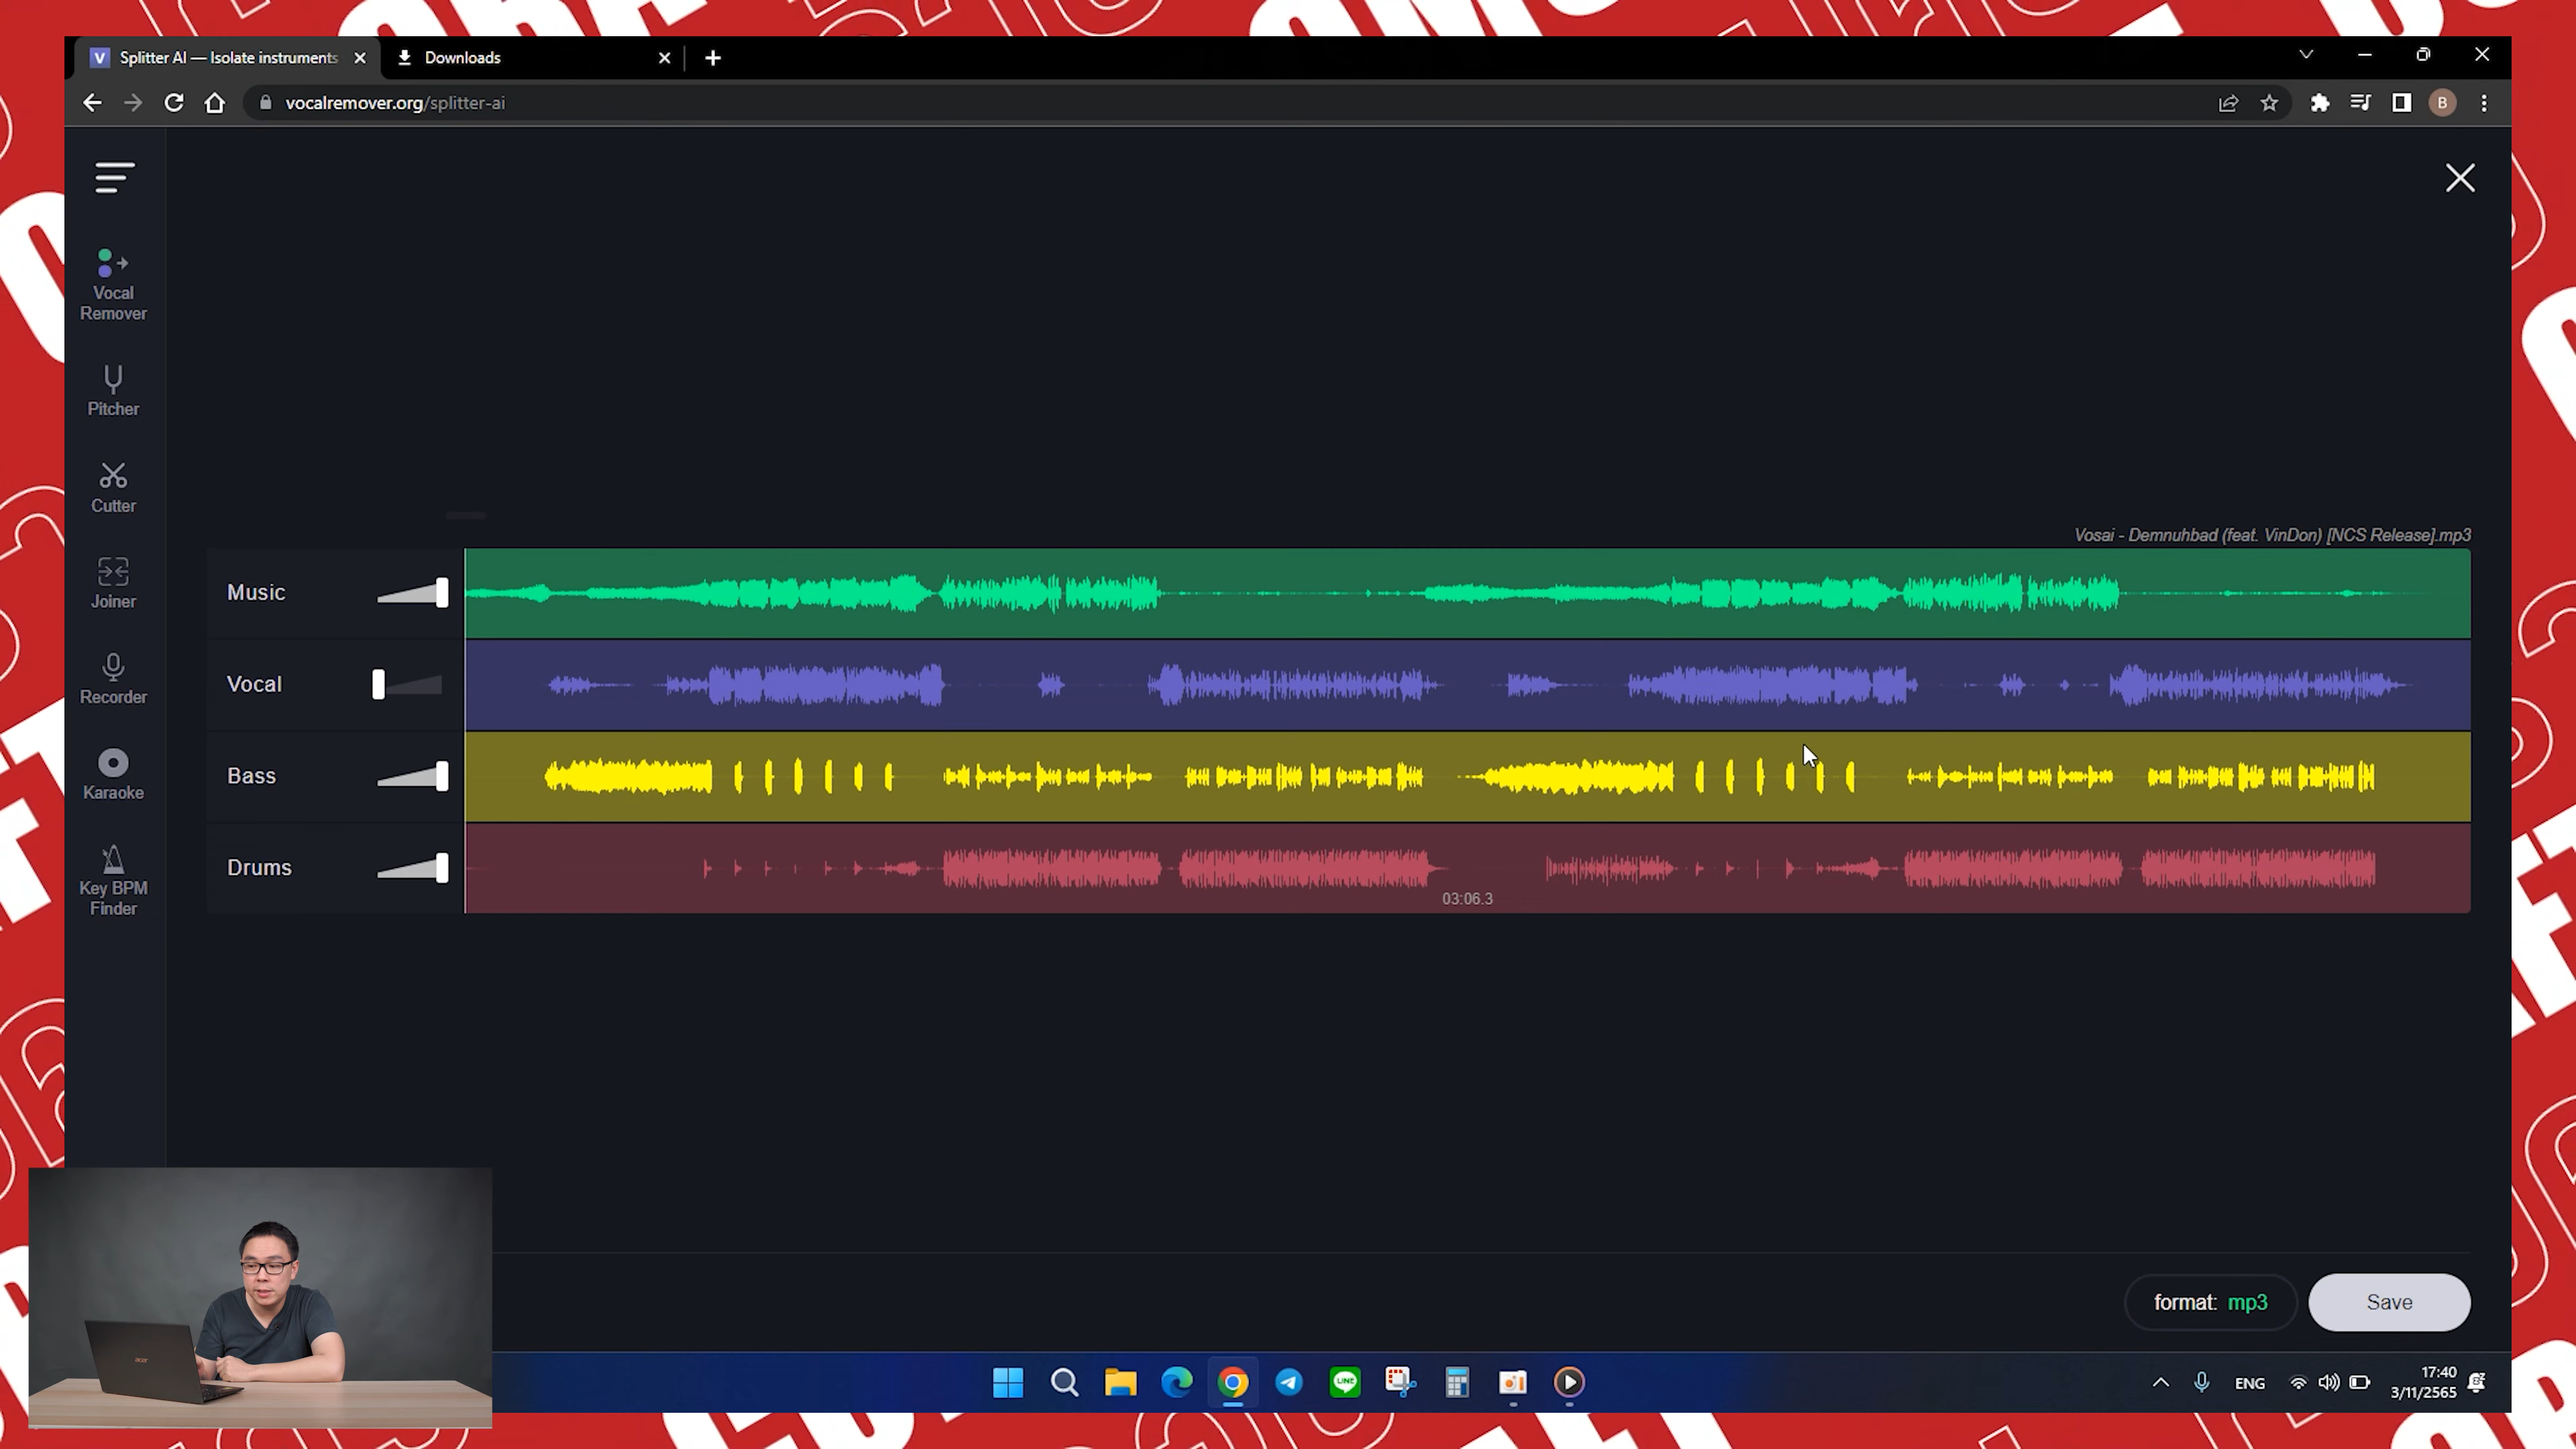 Splitter AI — Isolate instruments
Downloads
vocalremover.org/splitter-ai
B
Vocal
Remover
Pitcher
Cutter
Joiner
Recorder
Karaoke
Key BPM
Finder
Vosai - Demnuhbad (feat. VinDon) [NCS Release].mp3
Music
Vocal
Bass
Drums
03:06.3
format: mp3
Save
acer
LINE
ENG
17:40
3/11/2565